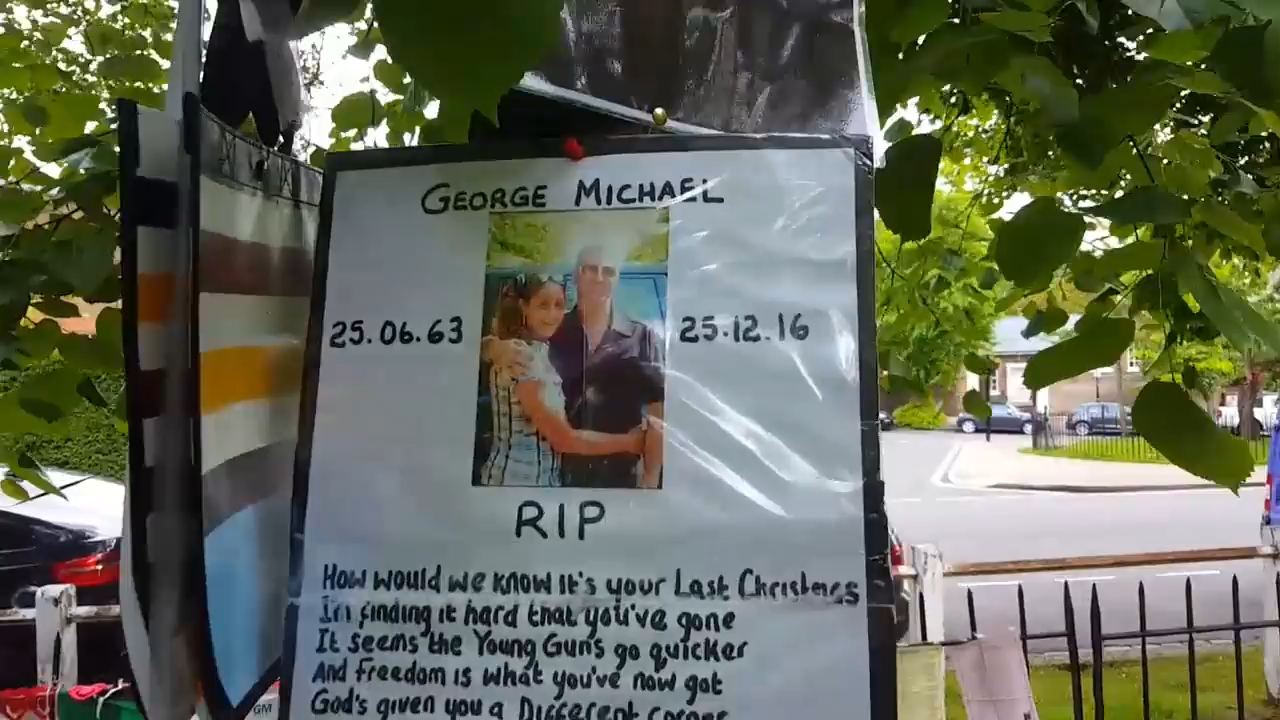 GEORGE MICHAEL
25.06.63 25.12.16
RIP
How would we know it's your Last Christmas
I'm finding it hard that you've gone
It seems the Young Guns go quicker
And Freedom is what you've now got
God's given you a Different corner
GM